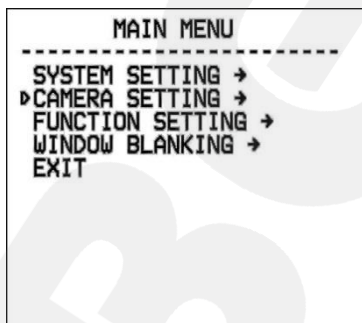 MAIN MENU
SYSTEM SETTING →
CAMERA SETTING →
FUNCTION SETTING →
WINDOW BLANKING →
EXIT